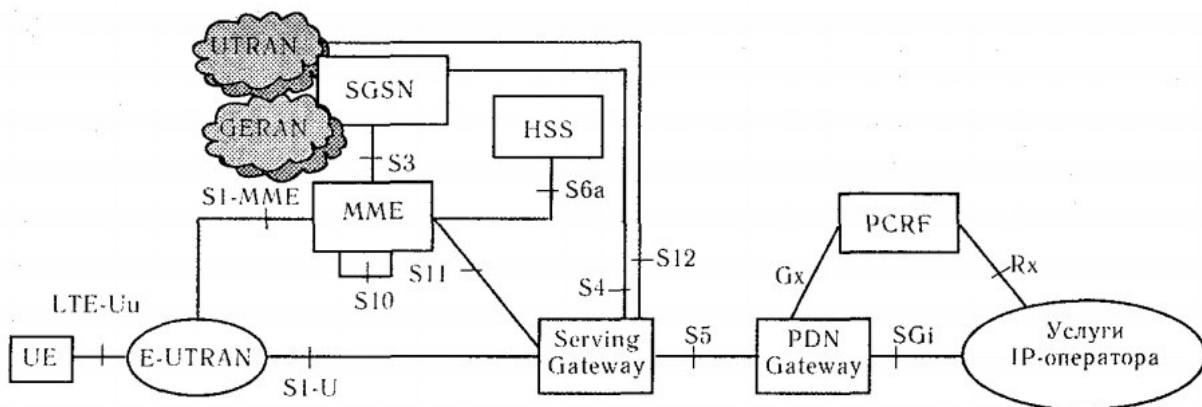 UTRAN
SGSN
GERAN
HSS
S3
S6a
S1-MME
MME
PCRF
S11
S10
S12
S4
Gx
Rx
LTE-Uu
UE
E-UTRAN
S1-U
Serving
Gateway
S5
PDN
Gateway
SGi
Услуги
IP-оператора